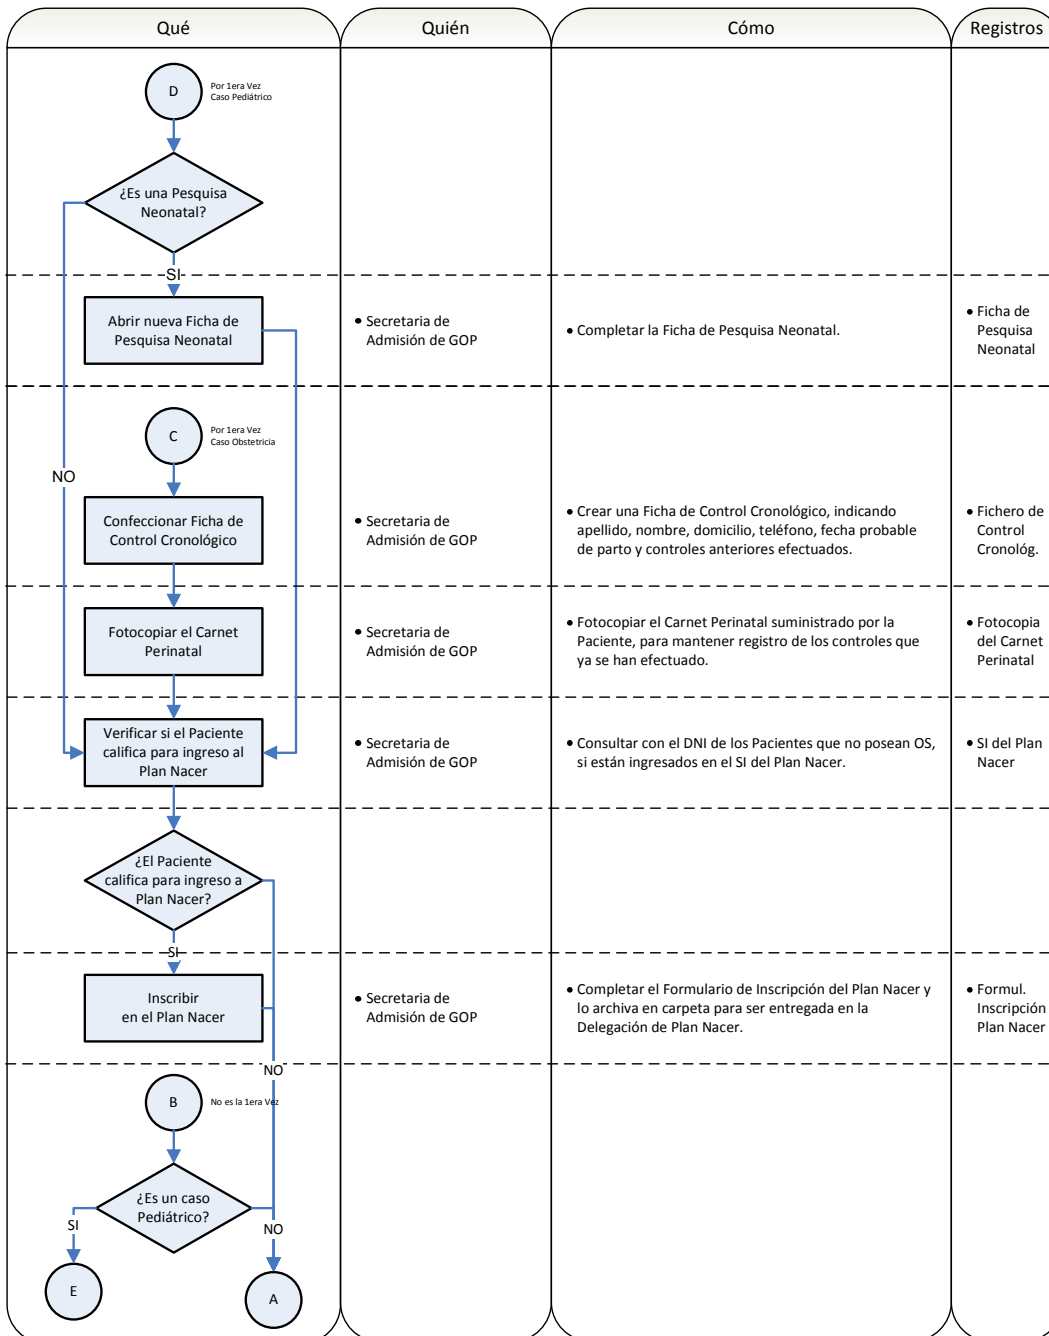 Qué
Quién
Cómo
Registros
D
Por 1era Vez
Caso Pediátrico
¿Es una Pesquisa
Neonatal?
SI
Abrir nueva Ficha de
Pesquisa Neonatal
• Secretaria de
Admisión de GOP
• Completar la Ficha de Pesquisa Neonatal.
• Ficha de
Pesquisa
Neonatal
C
Por 1era Vez
Caso Obstetricia
NO
Confeccionar Ficha de
Control Cronológico
• Secretaria de
Admisión de GOP
• Crear una Ficha de Control Cronológico, indicando
apellido, nombre, domicilio, teléfono, fecha probable
de parto y controles anteriores efectuados.
• Fichero de
Control
Cronológ.
Fotocopiar el Carnet
Perinatal
• Secretaria de
Admisión de GOP
• Fotocopiar el Carnet Perinatal suministrado por la
Paciente, para mantener registro de los controles que
ya se han efectuado.
• Fotocopia
del Carnet
Perinatal
Verificar si el Paciente
califica para ingreso al
Plan Nacer
• Secretaria de
Admisión de GOP
• Consultar con el DNI de los Pacientes que no posean OS,
si están ingresados en el SI del Plan Nacer.
• SI del Plan
Nacer
¿El Paciente
califica para ingreso a
Plan Nacer?
SI
Inscribir
en el Plan Nacer
• Secretaria de
Admisión de GOP
• Completar el Formulario de Inscripción del Plan Nacer y
lo archiva en carpeta para ser entregada en la
Delegación de Plan Nacer.
• Formul.
Inscripción
Plan Nacer
NO
B
No es la 1era Vez
¿Es un caso
Pediátrico?
SI
NO
E
A